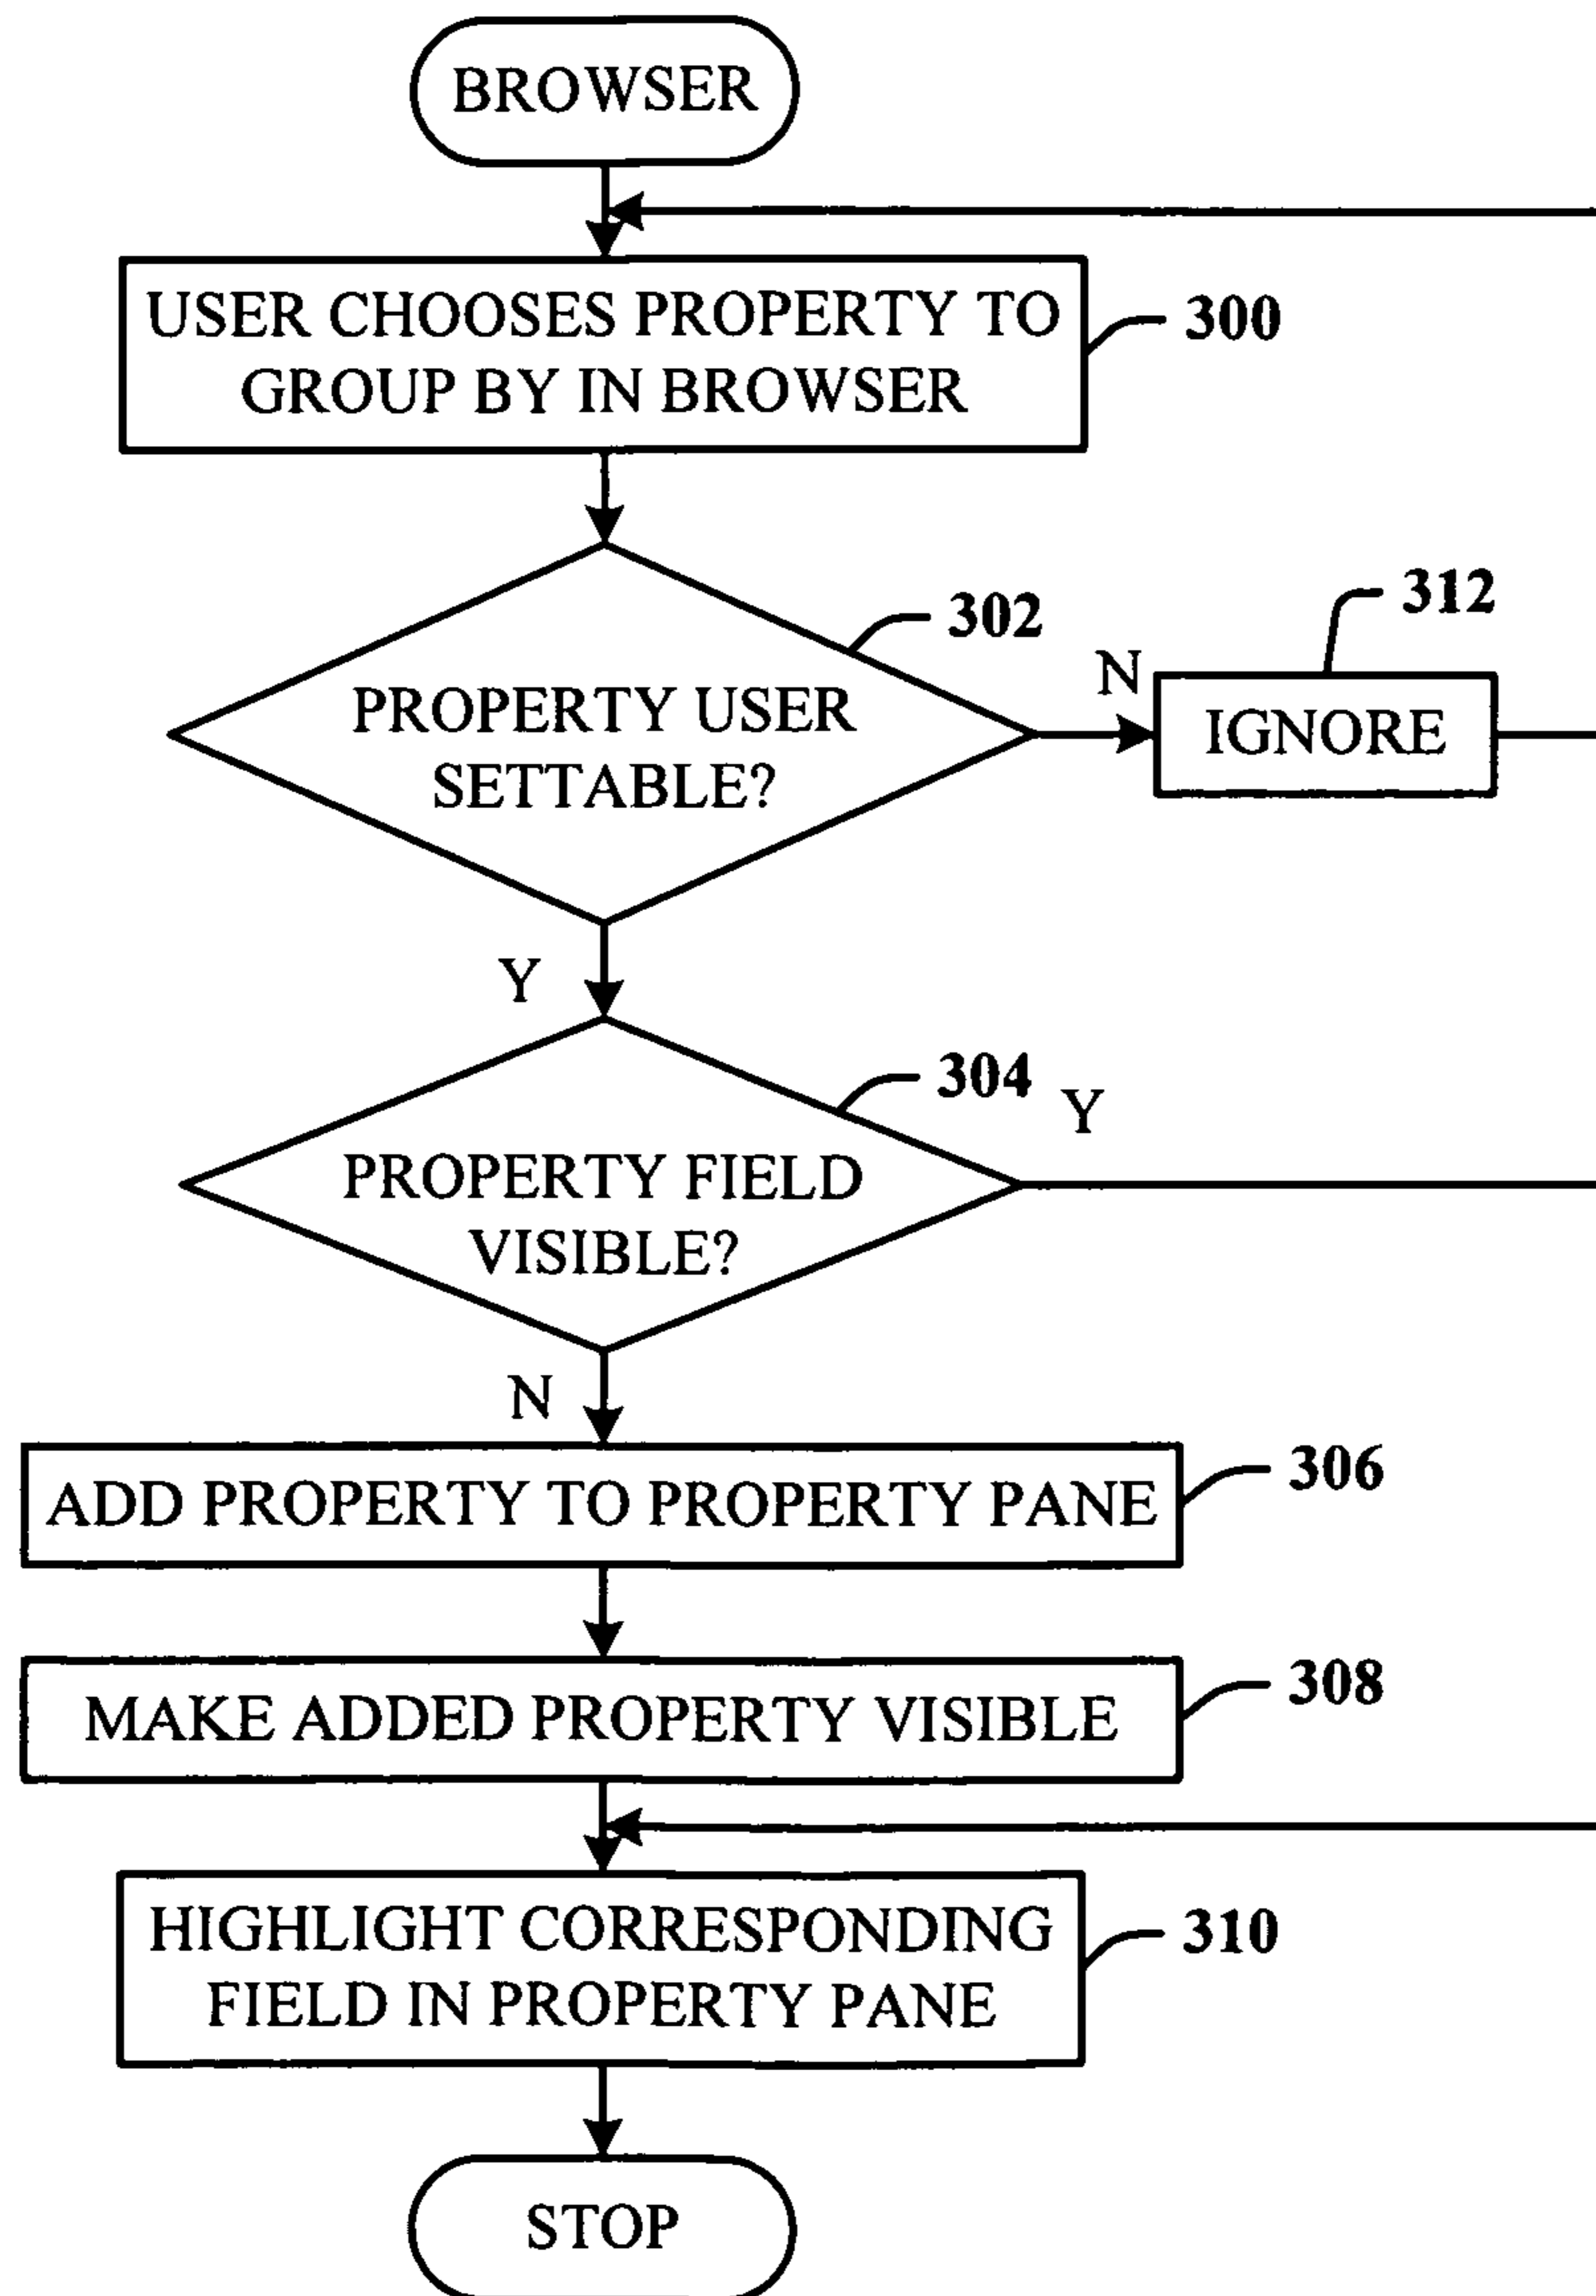 BROWSER
USER CHOOSES PROPERTY TO
GROUP BY IN BROWSER
300
302
PROPERTY USER
SETTABLE?
N
312
IGNORE
Y
304
PROPERTY FIELD
VISIBLE?
Y
N
ADD PROPERTY TO PROPERTY PANE
306
MAKE ADDED PROPERTY VISIBLE
308
HIGHLIGHT CORRESPONDING
FIELD IN PROPERTY PANE
310
STOP